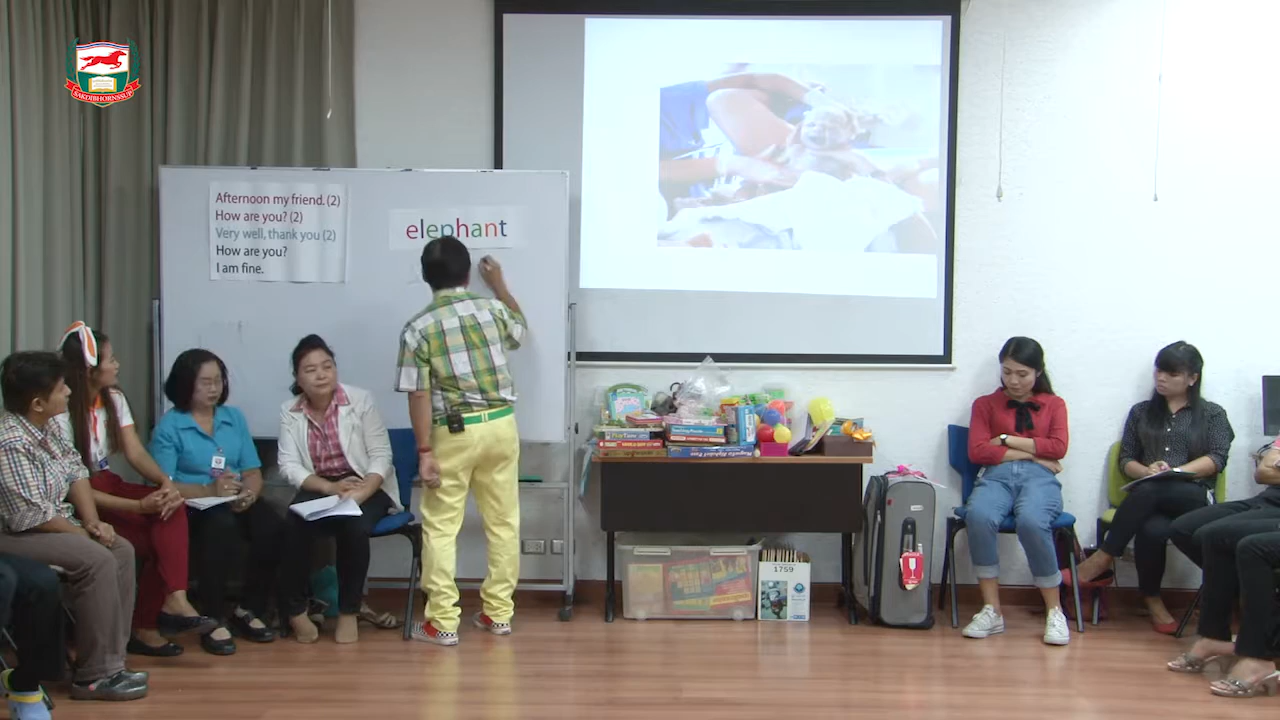 SAKDIBHORNSSUP
Afternoon my friend. (2)
How are you? (2)
Very well, thank you (2)
How are you?
I am fine.
elephant
1759